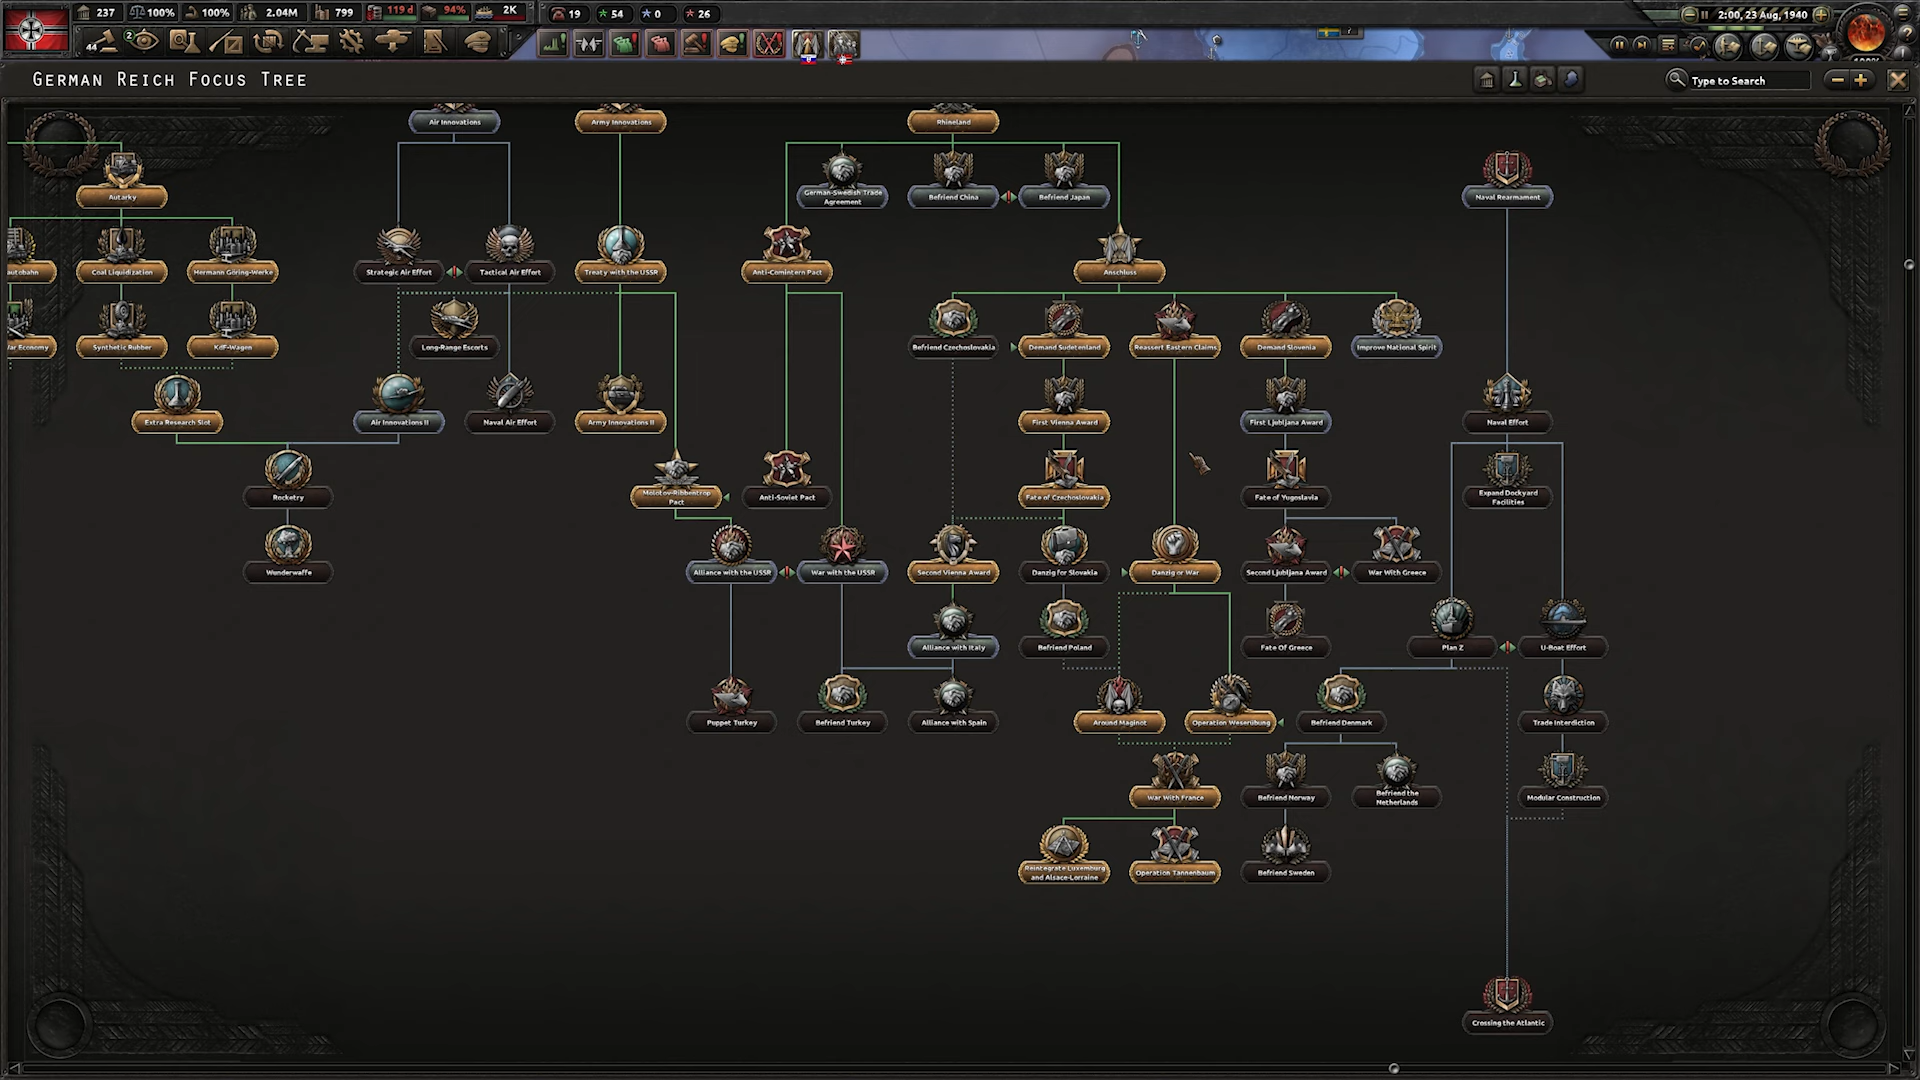 237
100%
100%
2.04M
799
119 d
94%
2K
19
54
0
26
2:00, 23 Aug, 1940
44
2
German Reich Focus Tree
Type to Search
Air Innovations
Army Innovations
Rhineland
Autarky
German-Swedish Trade
Agreement
Befriend China
Befriend Japan
Naval Rearmament
autobahn
Coal Liquidization
Hermann Göring-Werke
Strategic Air Effort
Tactical Air Effort
Treaty with the USSR
Anti-Comintern Pact
Anschluss
War Economy
Synthetic Rubber
KdF-Wagen
Long-Range Escorts
Befriend Czechoslovakia
Demand Sudetenland
Reassert Eastern Claims
Demand Slovenia
Improve National Spirit
Extra Research Slot
Air Innovations II
Naval Air Effort
Army Innovations II
First Vienna Award
First Ljubljana Award
Naval Effort
Rocketry
Molotov-Ribbentrop
Pact
Anti-Soviet Pact
Fate of Czechoslovakia
Fate of Yugoslavia
Expand Dockyard
Facilities
Wunderwaffe
Alliance with the USSR
War with the USSR
Second Vienna Award
Danzig for Slovakia
Danzig or War
Second Ljubljana Award
War With Greece
Alliance with Italy
Befriend Poland
Fate Of Greece
Plan Z
U-Boat Effort
Puppet Turkey
Befriend Turkey
Alliance with Spain
Around Maginot
Operation Weserübung
Befriend Denmark
Trade Interdiction
War With France
Befriend Norway
Befriend the
Netherlands
Modular Construction
Reintegrate Luxemburg
and Alsace-Lorraine
Operation Tannenbaum
Befriend Sweden
Crossing the Atlantic